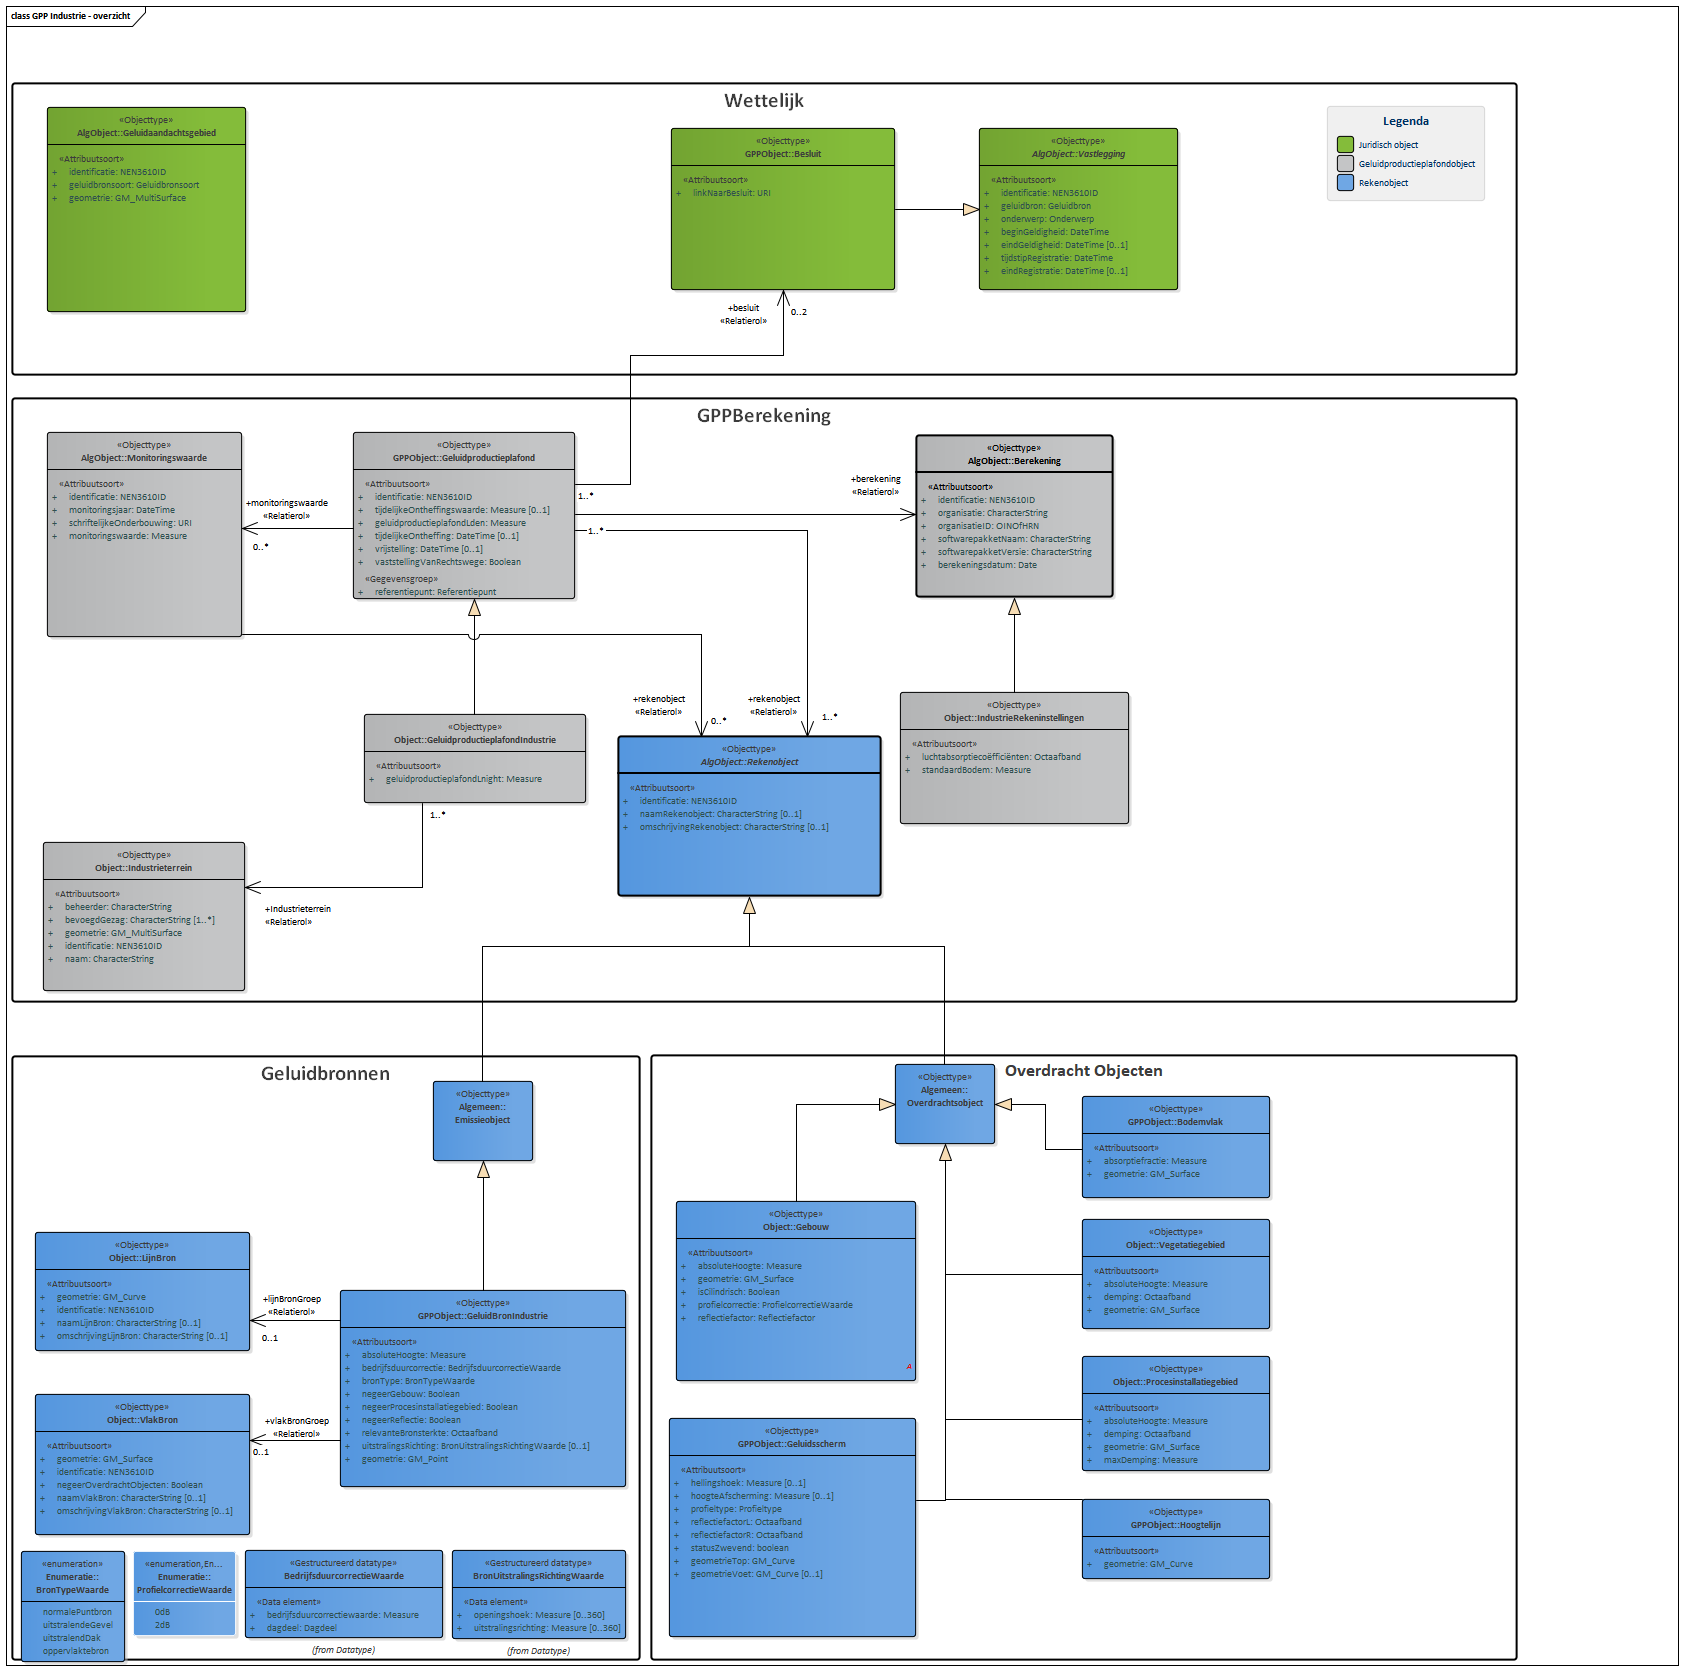 class GPP Industrie - overzicht
Wettelijk
«Objecttype»
AlgObject::Geluidaandachtsgebied
«Attribuutsoort»
+ identificatie: NEN3610ID
+ geluidbronsoort: Geluidbronsoort
+ geometrie: GM_MultiSurface
«Objecttype»
GPPObject::Besluit
«Attribuutsoort»
+ linkNaarBesluit: URI
«Objecttype»
AlgObject::Vastlegging
«Attribuutsoort»
+ identificatie: NEN3610ID
+ geluidbron: Geluidbron
+ onderwerp: Onderwerp
+ beginGeldigheid: DateTime
+ eindGeldigheid: DateTime [0..1]
+ tijdstipRegistratie: DateTime
+ eindRegistratie: DateTime [0..1]
Legenda
Juridisch object
Geluidproductieplafondobject
Rekenobject
+besluit
«Relatierol»
0..2
GPPBerekening
«Objecttype»
AlgObject::Monitoringswaarde
«Attribuutsoort»
+ identificatie: NEN3610ID
+ monitoringsjaar: DateTime
+ schriftelijkeOnderbouwing: URI
+ monitoringswaarde: Measure
+monitoringswaarde
«Relatierol»
0..*
«Objecttype»
GPPObject::Geluidproductieplafond
«Attribuutsoort»
+ identificatie: NEN3610ID
+ tijdelijkeOntheffingswaarde: Measure [0..1]
+ geluidproductieplafondLden: Measure
+ tijdelijkeOntheffing: DateTime [0..1]
+ vrijstelling: DateTime [0..1]
+ vaststellingVanRechtswege: Boolean
«Gegevensgroep»
+ referentiepunt: Referentiepunt
1..*
1..*
+berekening
«Relatierol»
«Objecttype»
AlgObject::Berekening
«Attribuutsoort»
+ identificatie: NEN3610ID
+ organisatie: CharacterString
+ organisatieID: OINOfHRN
+ softwarepakketNaam: CharacterString
+ softwarepakketVersie: CharacterString
+ berekeningsdatum: Date
+rekenobject
«Relatierol»
0..*
+rekenobject
«Relatierol»
1..*
«Objecttype»
Object::GeluidproductieplafondIndustrie
«Attribuutsoort»
+ geluidproductieplafondLnight: Measure
1..*
«Objecttype»
AlgObject::Rekenobject
«Attribuutsoort»
+ identificatie: NEN3610ID
+ naamRekenobject: CharacterString [0..1]
+ omschrijvingRekenobject: CharacterString [0..1]
«Objecttype»
Object::IndustrieRekeninstellingen
«Attribuutsoort»
+ luchtabsorptiecoëfficiënten: Octaafband
+ standaardBodem: Measure
«Objecttype»
Object::Industrieterrein
«Attribuutsoort»
+ beheerder: CharacterString
+ bevoegdGezag: CharacterString [1..*]
+ geometrie: GM_MultiSurface
+ identificatie: NEN3610ID
+ naam: CharacterString
+Industrieterrein
«Relatierol»
Geluidbronnen
«Objecttype»
Algemeen::
Emissieobject
«Objecttype»
Object::LijnBron
«Attribuutsoort»
+ geometrie: GM_Curve
+ identificatie: NEN3610ID
+ naamLijnBron: CharacterString [0..1]
+ omschrijvingLijnBron: CharacterString [0..1]
+lijnBronGroep
«Relatierol»
0..1
«Objecttype»
GPPObject::GeluidBronIndustrie
«Attribuutsoort»
+ absoluteHoogte: Measure
+ bedrijfsduurcorrectie: BedrijfsduurcorrectieWaarde
+ bronType: BronTypeWaarde
+ negeerGebouw: Boolean
+ negeerProcesinstallatiegebied: Boolean
+ negeerReflectie: Boolean
+ relevanteBronsterkte: Octaafband
+ uitstralingsRichting: BronUitstralingsRichtingWaarde [0..1]
+ geometrie: GM_Point
«Objecttype»
Object::VlakBron
«Attribuutsoort»
+ geometrie: GM_Surface
+ identificatie: NEN3610ID
+ negeerOverdrachtObjecten: Boolean
+ naamVlakBron: CharacterString [0..1]
+ omschrijvingVlakBron: CharacterString [0..1]
+vlakBronGroep
«Relatierol»
0..1
«enumeration»
Enumeratie::
BronTypeWaarde
normalePuntbron
uitstralendeGevel
uitstralendDak
oppervlaktebron
«enumeration,En...
Enumeratie::
ProfielcorrectieWaarde
0dB
2dB
«Gestructureerd datatype»
BedrijfsduurcorrectieWaarde
«Data element»
+ bedrijfsduurcorrectiewaarde: Measure
+ dagdeel: Dagdeel
(from Datatype)
«Gestructureerd datatype»
BronUitstralingsRichtingWaarde
«Data element»
+ openingshoek: Measure [0..360]
+ uitstralingsrichting: Measure [0..360]
(from Datatype)
Overdracht Objecten
«Objecttype»
Algemeen::
Overdrachtsobject
«Objecttype»
GPPObject::Bodemvlak
«Attribuutsoort»
+ absorptiefractie: Measure
+ geometrie: GM_Surface
«Objecttype»
Object::Gebouw
«Attribuutsoort»
+ absoluteHoogte: Measure
+ geometrie: GM_Surface
+ isCilindrisch: Boolean
+ profielcorrectie: ProfielcorrectieWaarde
+ reflectiefactor: Reflectiefactor
A
«Objecttype»
Object::Vegetatiegebied
«Attribuutsoort»
+ absoluteHoogte: Measure
+ demping: Octaafband
+ geometrie: GM_Surface
«Objecttype»
Object::Procesinstallatiegebied
«Attribuutsoort»
+ absoluteHoogte: Measure
+ demping: Octaafband
+ geometrie: GM_Surface
+ maxDemping: Measure
«Objecttype»
GPPObject::Geluidsscherm
«Attribuutsoort»
+ hellingshoek: Measure [0..1]
+ hoogteAfscherming: Measure [0..1]
+ profieltype: Profieltype
+ reflectiefactorL: Octaafband
+ reflectiefactorR: Octaafband
+ statusZwevend: boolean
+ geometrieTop: GM_Curve
+ geometrieVoet: GM_Curve [0..1]
«Objecttype»
GPPObject::Hoogtelijn
«Attribuutsoort»
+ geometrie: GM_Curve